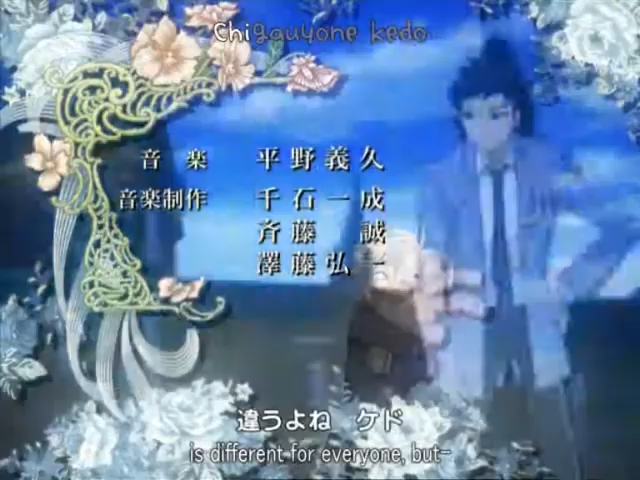 Chigauyone kedo
音 楽 平野義久
音楽制作 千石一成
斉藤 誠
澤藤弘一
違うよね ケド
is different for everyone, but-